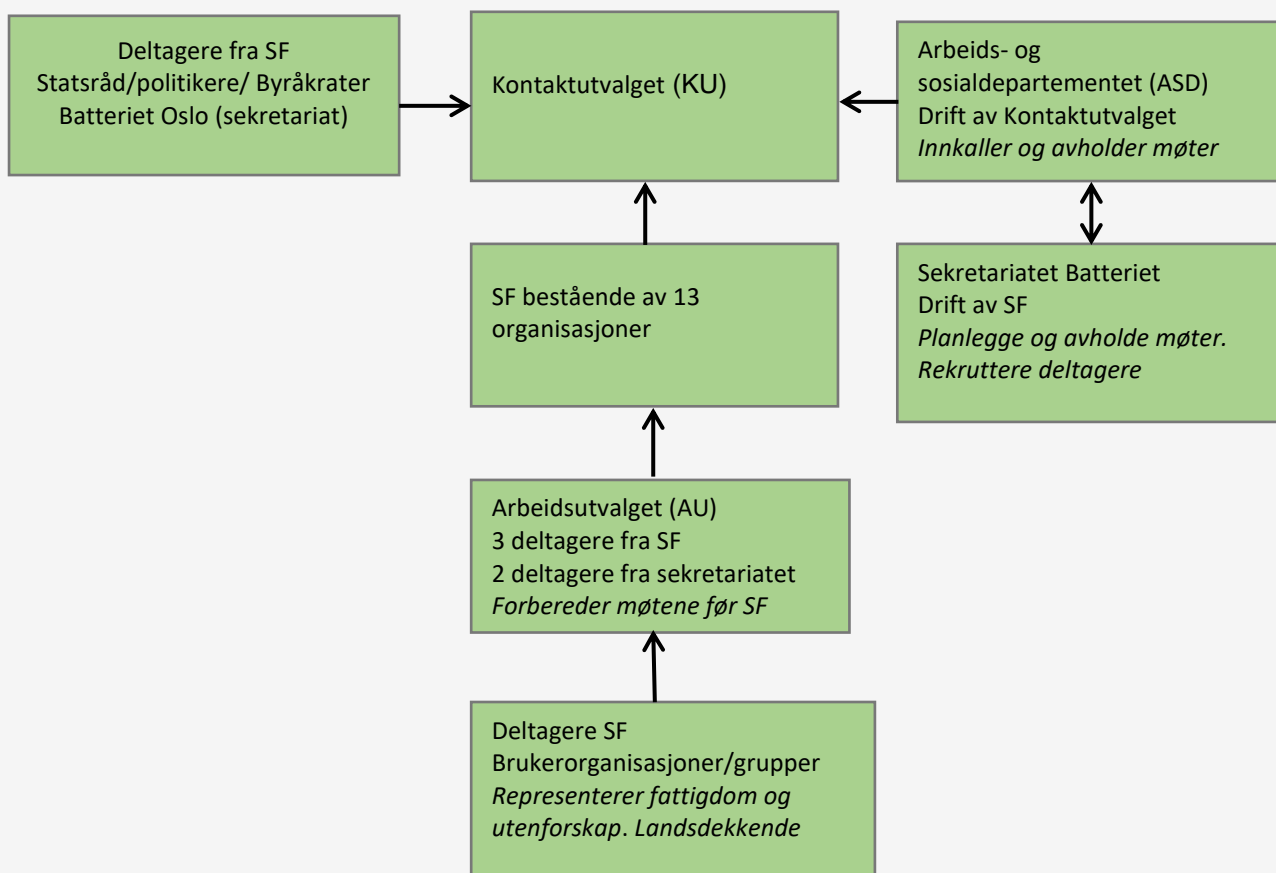 Deltagere fra SF
Statsråd/politikere/ Byråkrater
Batteriet Oslo (sekretariat)
Kontaktutvalget (KU)
Arbeids- og
sosialdepartementet (ASD)
Drift av Kontaktutvalget
Innkaller og avholder møter
SF bestående av 13
organisasjoner
Sekretariatet Batteriet
Drift av SF
Planlegge og avholde møter.
Rekruttere deltagere
Arbeidsutvalget (AU)
3 deltagere fra SF
2 deltagere fra sekretariatet
Forbereder møtene før SF
Deltagere SF
Brukerorganisasjoner/grupper
Representerer fattigdom og
utenforskap. Landsdekkende